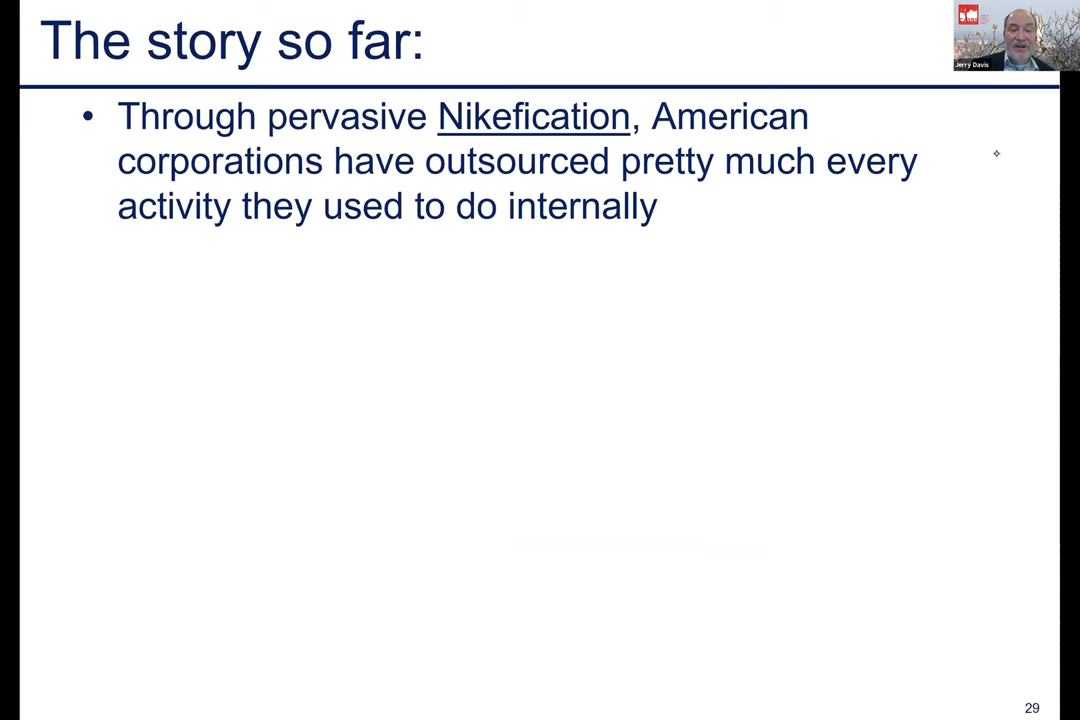 The story so far:
Jerry Davis
• Through pervasive Nikefication, American
corporations have outsourced pretty much every
activity they used to do internally
29